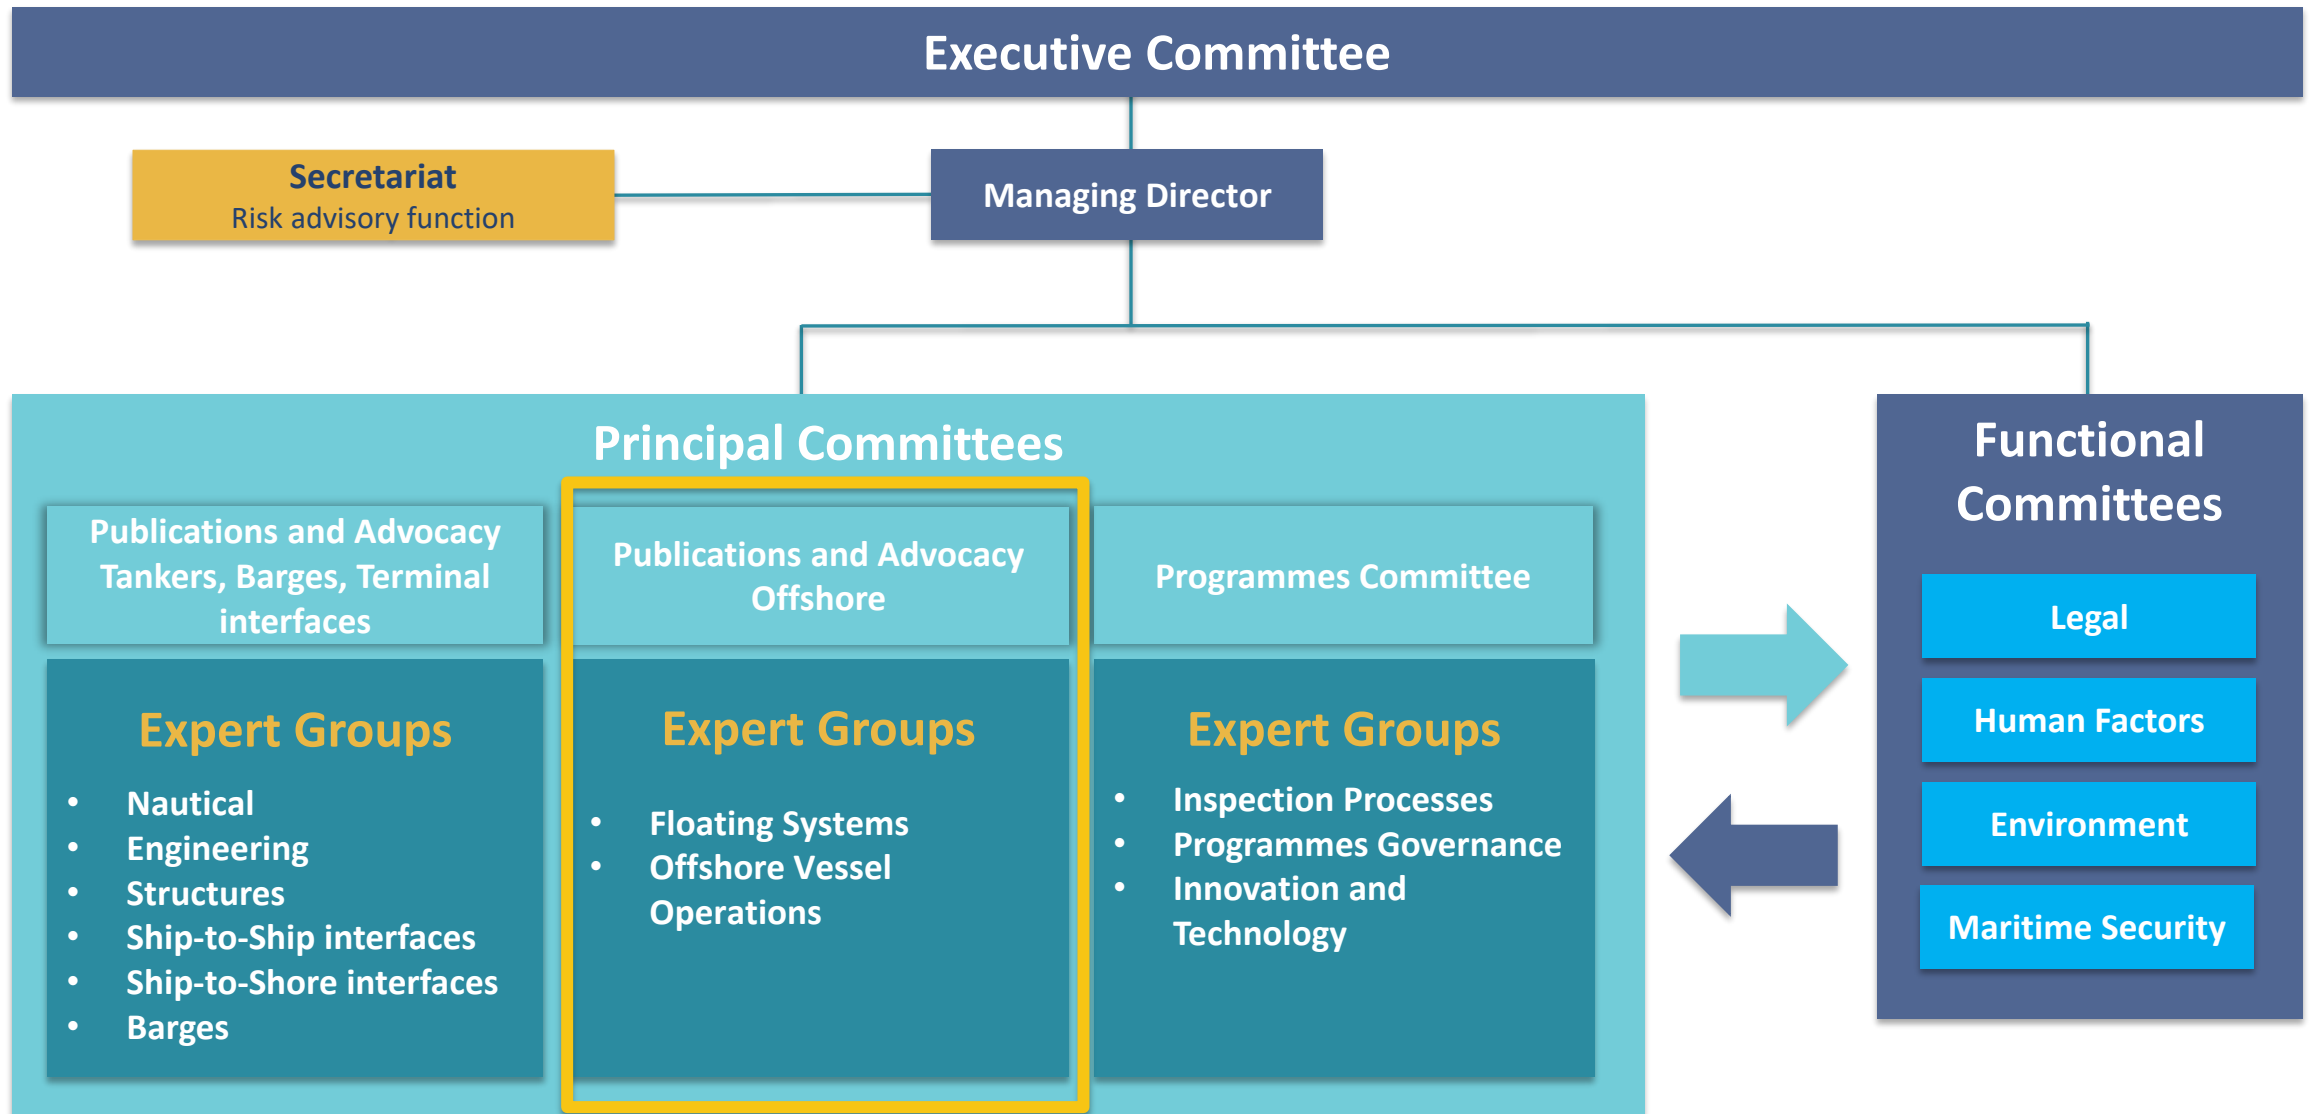 Executive Committee
Secretariat
Risk advisory function
Managing Director
Principal Committees
Publications and Advocacy
Tankers, Barges, Terminal
interfaces
Expert Groups
• Nautical
• Engineering
• Structures
• Ship-to-Ship interfaces
• Ship-to-Shore interfaces
• Barges
Publications and Advocacy
Offshore
Expert Groups
• Floating Systems
• Offshore Vessel
Operations
Programmes Committee
Expert Groups
• Inspection Processes
• Programmes Governance
• Innovation and
Technology
Functional
Committees
Legal
Human Factors
Environment
Maritime Security